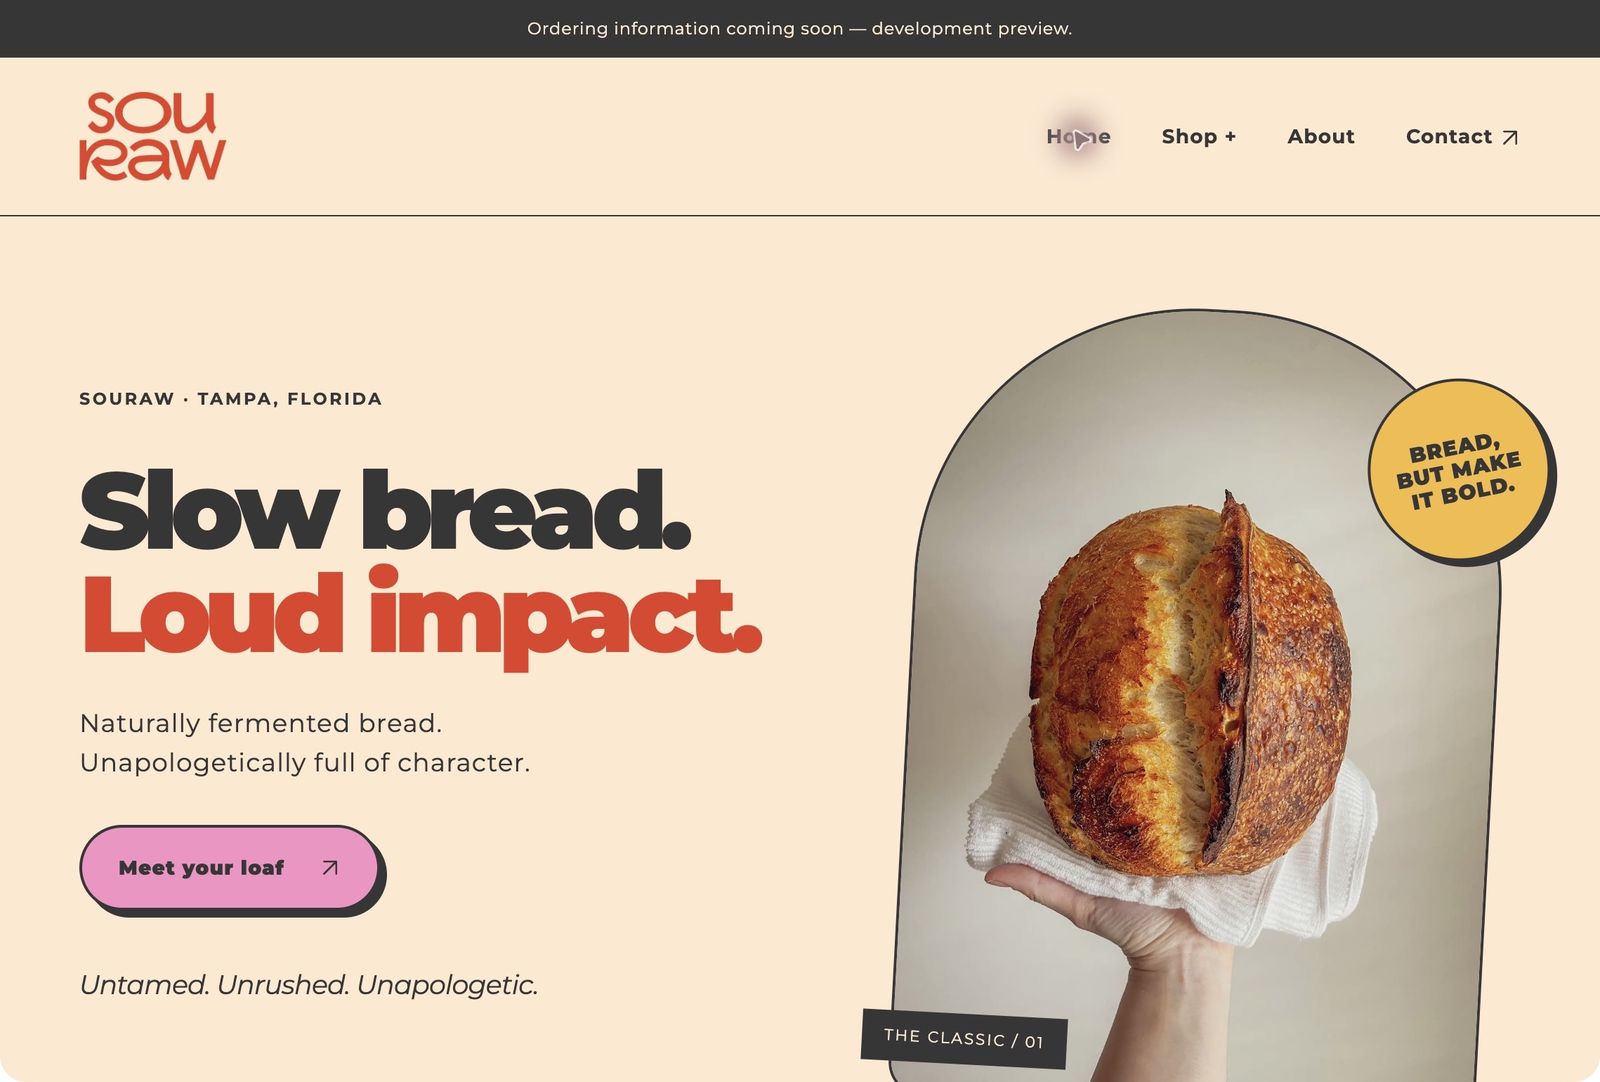 Ordering information coming soon — development preview.
sou
raw
Home
Shop +
About
Contact
SOURAW · TAMPA, FLORIDA
Slow bread.
Loud impact.
Naturally fermented bread.
Unapologetically full of character.
Meet your loaf
Untamed. Unrushed. Unapologetic.
BREAD,
BUT MAKE
IT BOLD.
THE CLASSIC / 01